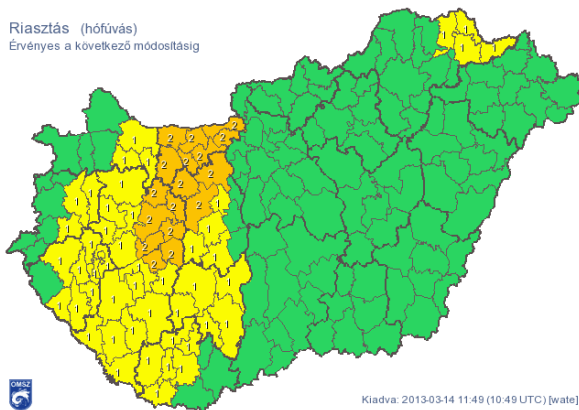 Riasztás (hófúvás)
Érvényes a következő módosításig
OMSZ
Kiadva: 2013-03-14 11:49 (10:49 UTC) [wate]